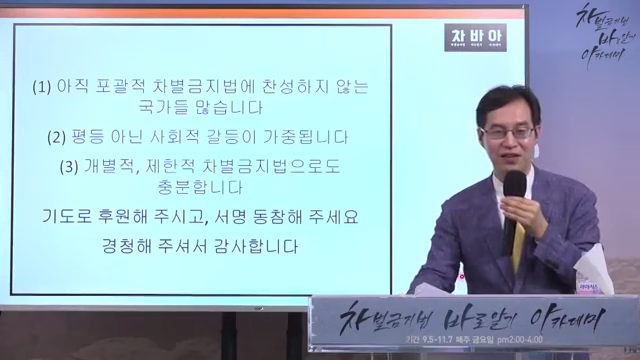 차바아
차별금지법
바로알기
아카데미
(1) 아직 포괄적 차별금지법에 찬성하지 않는
국가들 많습니다
(2) 평등 아닌 사회적 갈등이 가중됩니다
(3) 개별적, 제한적 차별금지법으로도
충분합니다
기도로 후원해 주시고, 서명 동참해 주세요
경청해 주셔서 감사합니다
차별금지법 바로알기 아카데미
기간 9.5-11.7 매주 금요일 pm2:00-4:00